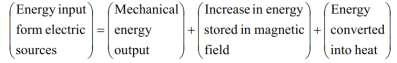 Energy input = Mechanical + Increase in energy + Energy
form electric energy stored in magnetic converted
sources output field into heat